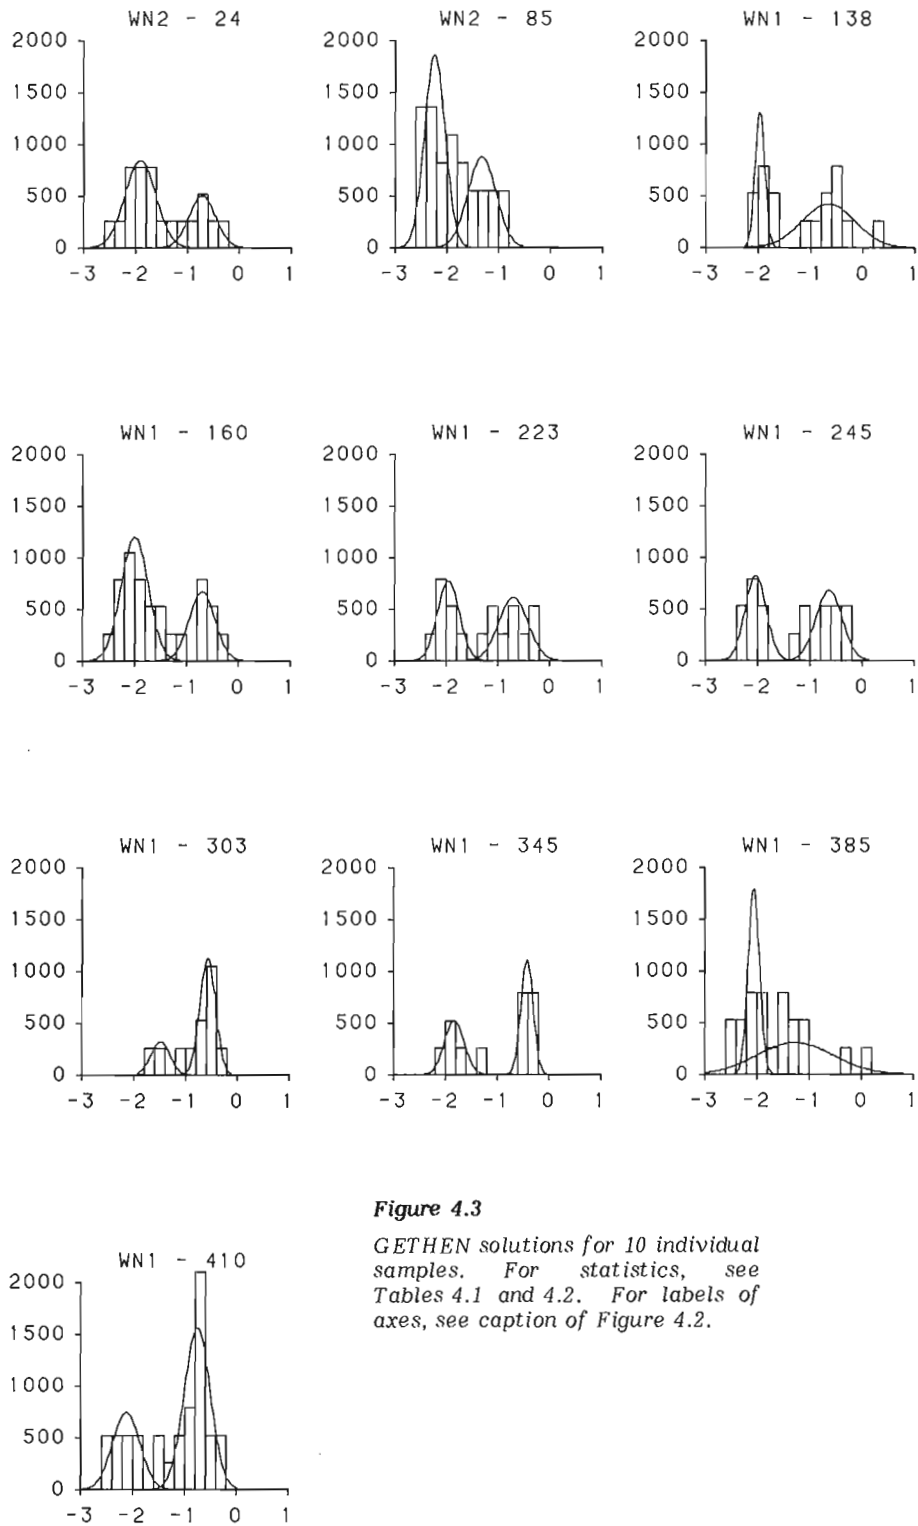 WN2 - 24
2000
1500
1000
500
0
-3 -2 -1 0 1
WN2 - 85
2000
1500
1000
500
0
-3 -2 -1 0 1
WN1 - 138
2000
1500
1000
500
0
-3 -2 -1 0 1
WN1 - 160
2000
1500
1000
500
0
-3 -2 -1 0 1
WN1 - 223
2000
1500
1000
500
0
-3 -2 -1 0 1
WN1 - 245
2000
1500
1000
500
0
-3 -2 -1 0 1
WN1 - 303
2000
1500
1000
500
0
-3 -2 -1 0 1
WN1 - 345
2000
1500
1000
500
0
-3 -2 -1 0 1
WN1 - 385
2000
1500
1000
500
0
-3 -2 -1 0 1
WN1 - 410
2000
1500
1000
500
0
-3 -2 -1 0 1
Figure 4.3
GETHEN solutions for 10 individual
samples. For statistics, see
Tables 4.1 and 4.2. For labels of
axes, see caption of Figure 4.2.